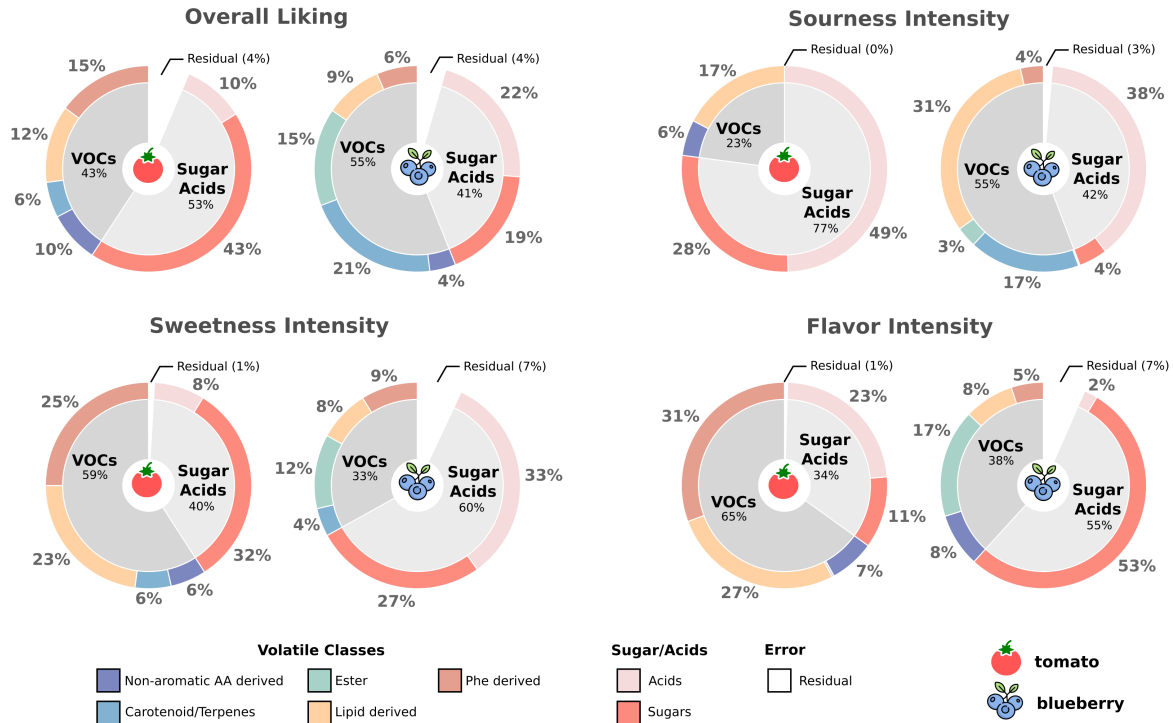 Overall Liking
Residual (4%)
15%
10%
12%
VOCs
43%
Sugar
Acids
53%
6%
10%
43%
Residual (4%)
6%
9%
22%
15%
VOCs
55%
Sugar
Acids
41%
19%
21%
4%
Sourness Intensity
Residual (0%)
17%
6%
VOCs
23%
Sugar
Acids
77%
28%
49%
Residual (3%)
4%
38%
31%
VOCs
55%
Sugar
Acids
42%
3%
17%
4%
Sweetness Intensity
Residual (1%)
8%
25%
VOCs
59%
Sugar
Acids
40%
23%
32%
6%
6%
Residual (7%)
9%
8%
12%
VOCs
33%
Sugar
Acids
60%
33%
4%
27%
Flavor Intensity
Residual (1%)
23%
31%
Sugar
Acids
34%
VOCs
65%
11%
7%
27%
Residual (7%)
5%
2%
8%
17%
VOCs
38%
Sugar
Acids
55%
8%
53%
Volatile Classes
Non-aromatic AA derived
Ester
Phe derived
Carotenoid/Terpenes
Lipid derived
Sugar/Acids
Acids
Sugars
Error
Residual
tomato
blueberry